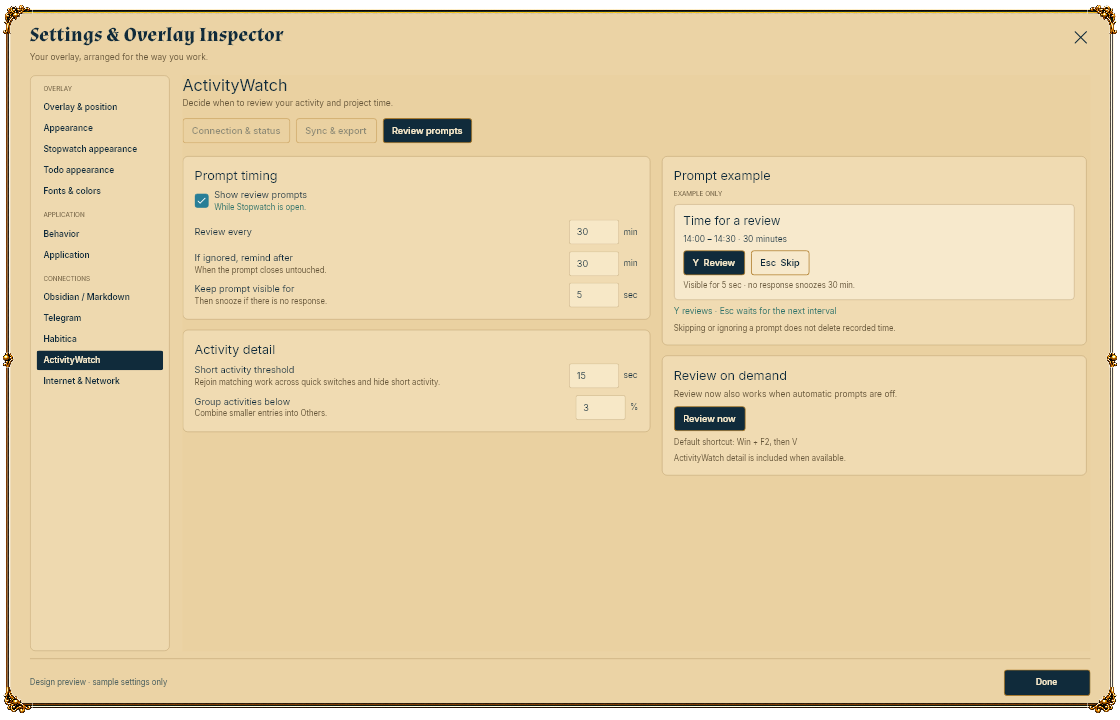 Settings & Overlay Inspector
Your overlay, arranged for the way you work.
OVERLAY
Overlay & position
Appearance
Stopwatch appearance
Todo appearance
Fonts & colors
APPLICATION
Behavior
Application
CONNECTIONS
Obsidian / Markdown
Telegram
Habitica
ActivityWatch
Internet & Network
ActivityWatch
Decide when to review your activity and project time.
Connection & status Sync & export Review prompts
Prompt timing
Show review prompts
While Stopwatch is open.
Review every 30 min
If ignored, remind after 30 min
When the prompt closes untouched.
Keep prompt visible for 5 sec
Then snooze if there is no response.
Activity detail
Short activity threshold 15 sec
Rejoin matching work across quick switches and hide short activity.
Group activities below 3 %
Combine smaller entries into Others.
Prompt example
EXAMPLE ONLY
Time for a review
14:00 – 14:30 · 30 minutes
Y Review Esc Skip
Visible for 5 sec · no response snoozes 30 min.
Y reviews · Esc waits for the next interval
Skipping or ignoring a prompt does not delete recorded time.
Review on demand
Review now also works when automatic prompts are off.
Review now
Default shortcut: Win + F2, then V
ActivityWatch detail is included when available.
Design preview · sample settings only
Done